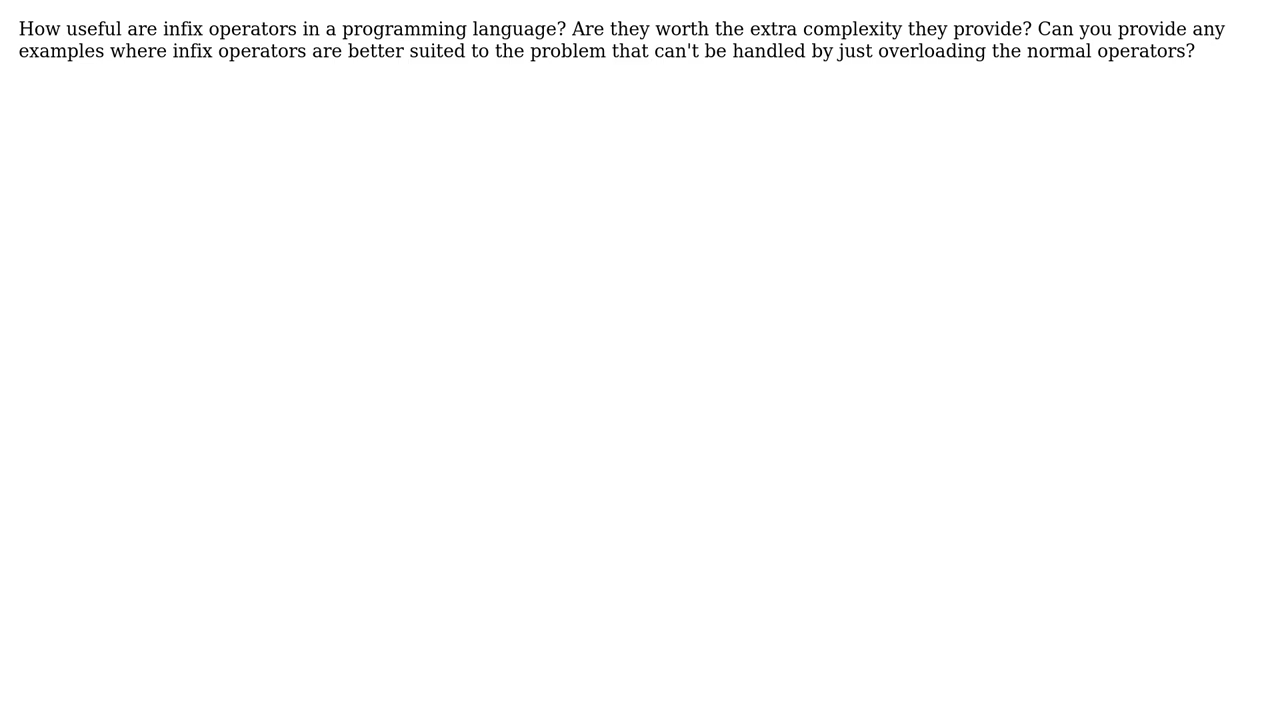 How useful are infix operators in a programming language? Are they worth the extra complexity they provide? Can you provide any
examples where infix operators are better suited to the problem that can't be handled by just overloading the normal operators?